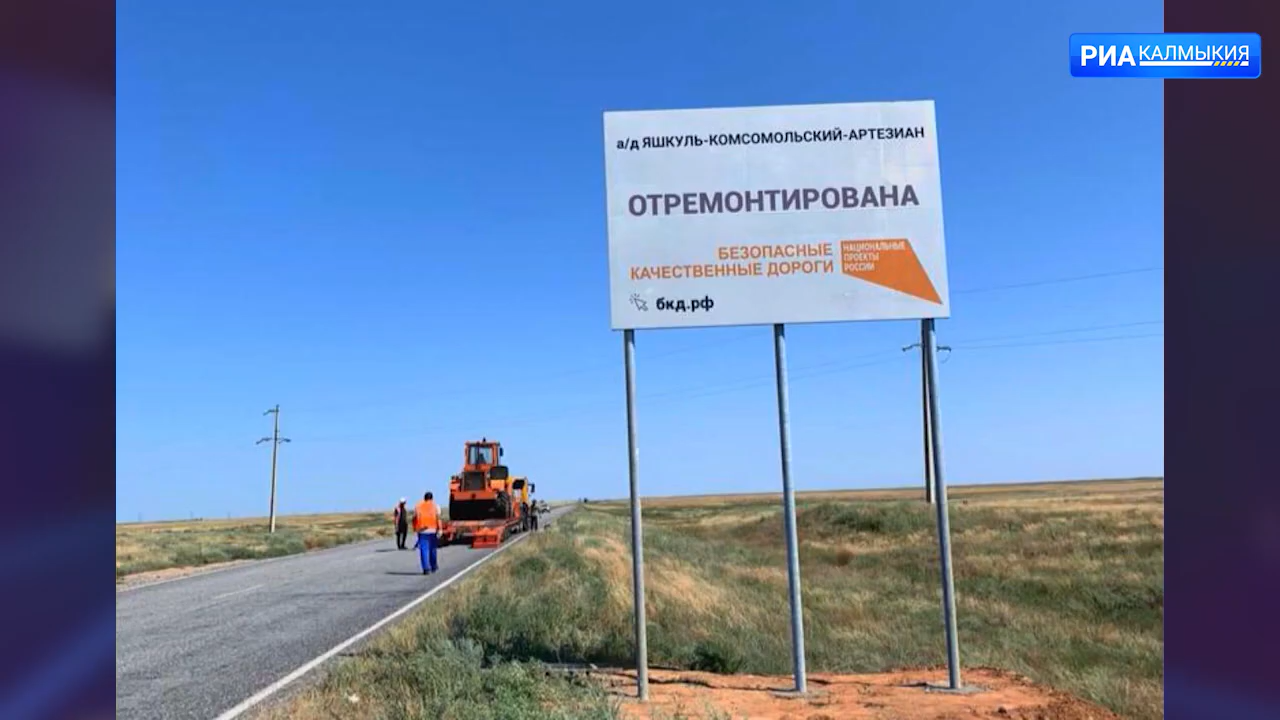 РИА КАЛМЫКИЯ
а/д ЯШКУЛЬ-КОМСОМОЛЬСКИЙ-АРТЕЗИАН
ОТРЕМОНТИРОВАНА
БЕЗОПАСНЫЕ
КАЧЕСТВЕННЫЕ ДОРОГИ
НАЦИОНАЛЬНЫЕ
ПРОЕКТЫ
РОССИИ
бкд.рф